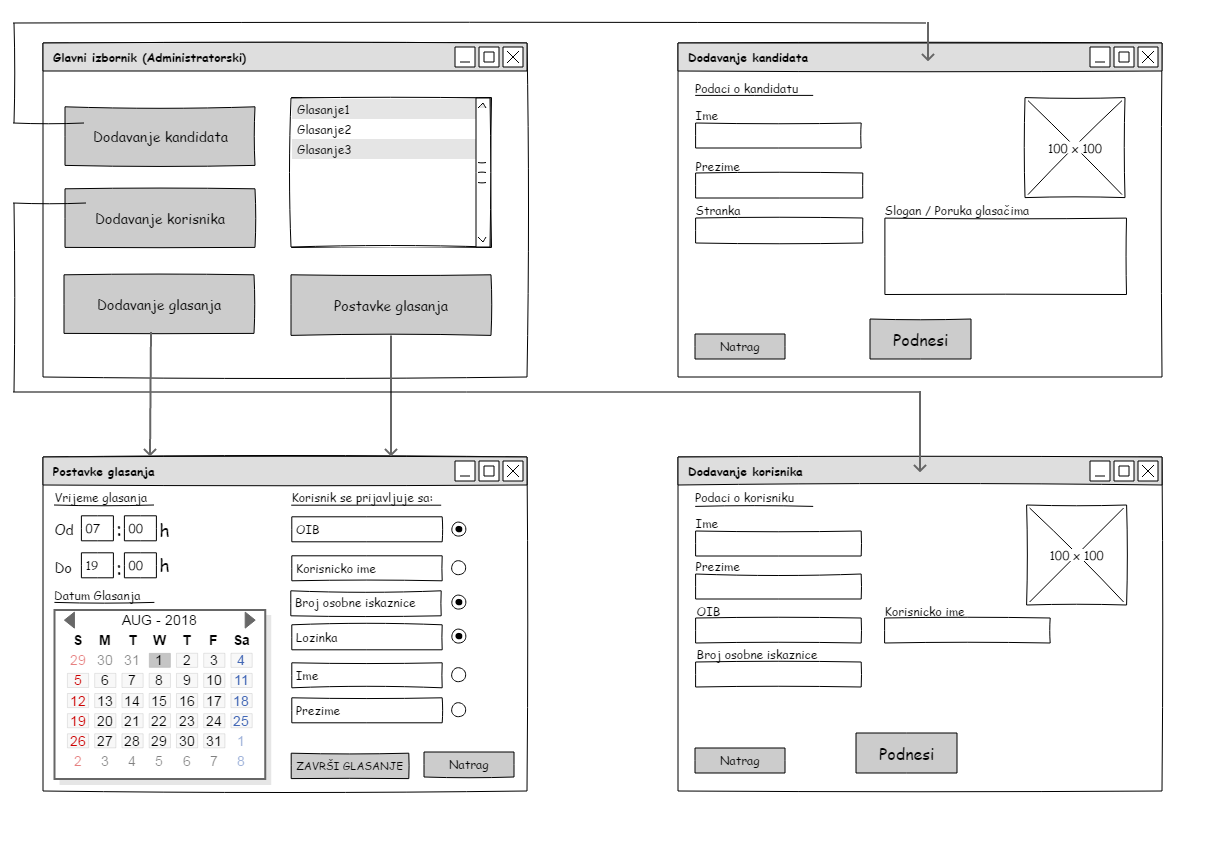 Glavni izbornik (Administratorski)
Dodavanje kandidata
Dodavanje korisnika
Dodavanje glasanja
Glasanje1
Glasanje2
Glasanje3
Postavke glasanja
Dodavanje kandidata
Podaci o kandidatu
Ime
Prezime
Stranka
100 x 100
Slogan / Poruka glasačima
Natrag
Podnesi
Postavke glasanja
Vrijeme glasanja
Od 07 : 00 h
Do 19 : 00 h
Datum Glasanja
AUG - 2018
S M T W T F Sa
29 30 31 1 2 3 4
5 6 7 8 9 10 11
12 13 14 15 16 17 18
19 20 21 22 23 24 25
26 27 28 29 30 31 1
2 3 4 5 6 7 8
Korisnik se prijavljuje sa:
OIB
Korisnicko ime
Broj osobne iskaznice
Lozinka
Ime
Prezime
ZAVRŠI GLASANJE
Natrag
Dodavanje korisnika
Podaci o korisniku
Ime
Prezime
OIB
Broj osobne iskaznice
100 x 100
Korisnicko ime
Natrag
Podnesi